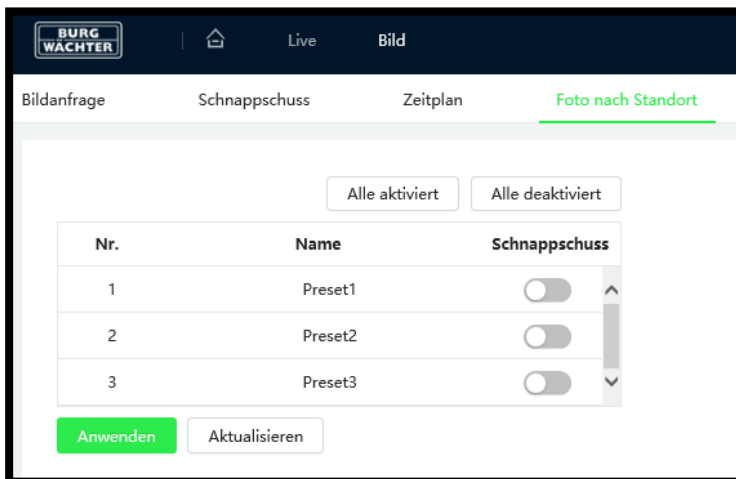 BURG
WÄCHTER
Live Bild
Bildanfrage Schnappschuss Zeitplan Foto nach Standort
Alle aktiviert Alle deaktiviert
Nr. Name Schnappschuss
1 Preset1
2 Preset2
3 Preset3
Anwenden Aktualisieren